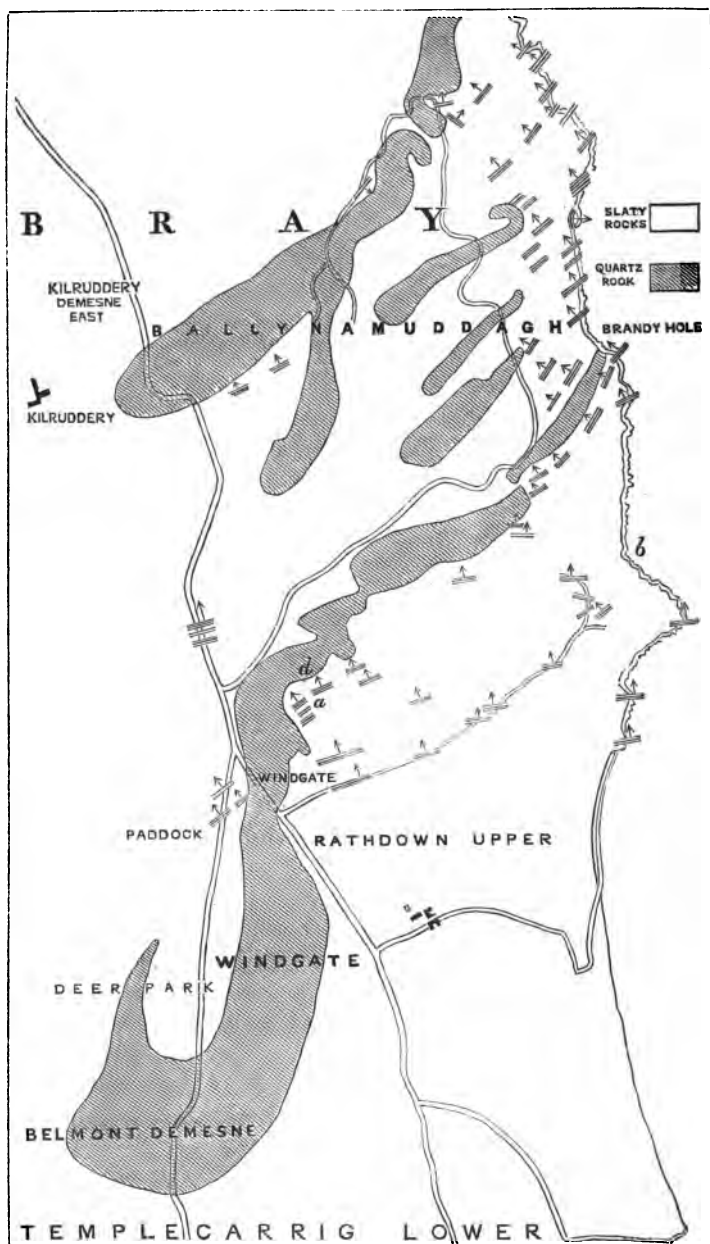 B R A Y
SLATY
ROCKS
QUARTZ
ROOK
KILRUDDERY
DEMESNE
EAST
BALLYNAMUDDAGH
BRANDY HOLE
KILRUDDERY
b
d
a
WINDGATE
PADDOCK
RATHDOWN UPPER
WINDGATE
DEER PARK
BELMONT DEMESNE
TEMPLECARRIG LOWER